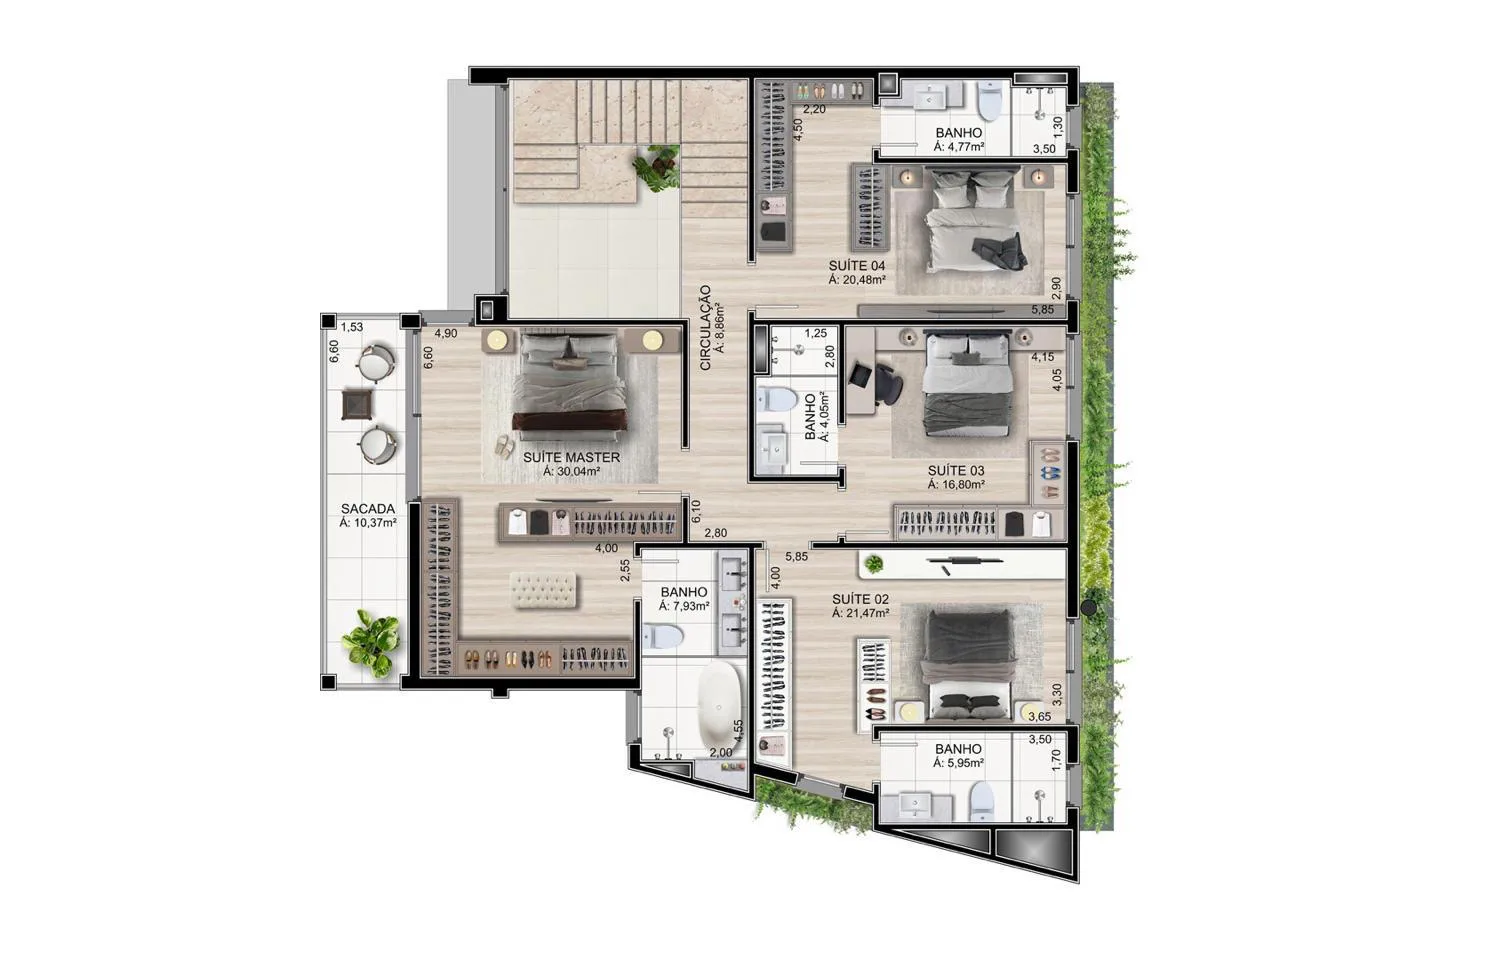 2,20
4,50
BANHO
Á: 4,77m²
1,30
3,50
SUÍTE 04
Á: 20,48m²
2,90
5,85
CIRCULAÇÃO
Á: 8,86m²
1,53
6,60
4,90
6,60
1,25
2,80
4,15
4,05
BANHO
Á: 4,05m²
SUÍTE MASTER
Á: 30,04m²
SUÍTE 03
Á: 16,80m²
SACADA
Á: 10,37m²
6,10
2,80
4,00
2,55
5,85
4,00
BANHO
Á: 7,93m²
SUÍTE 02
Á: 21,47m²
3,30
3,65
4,55
2,00
3,50
BANHO
Á: 5,95m²
1,70